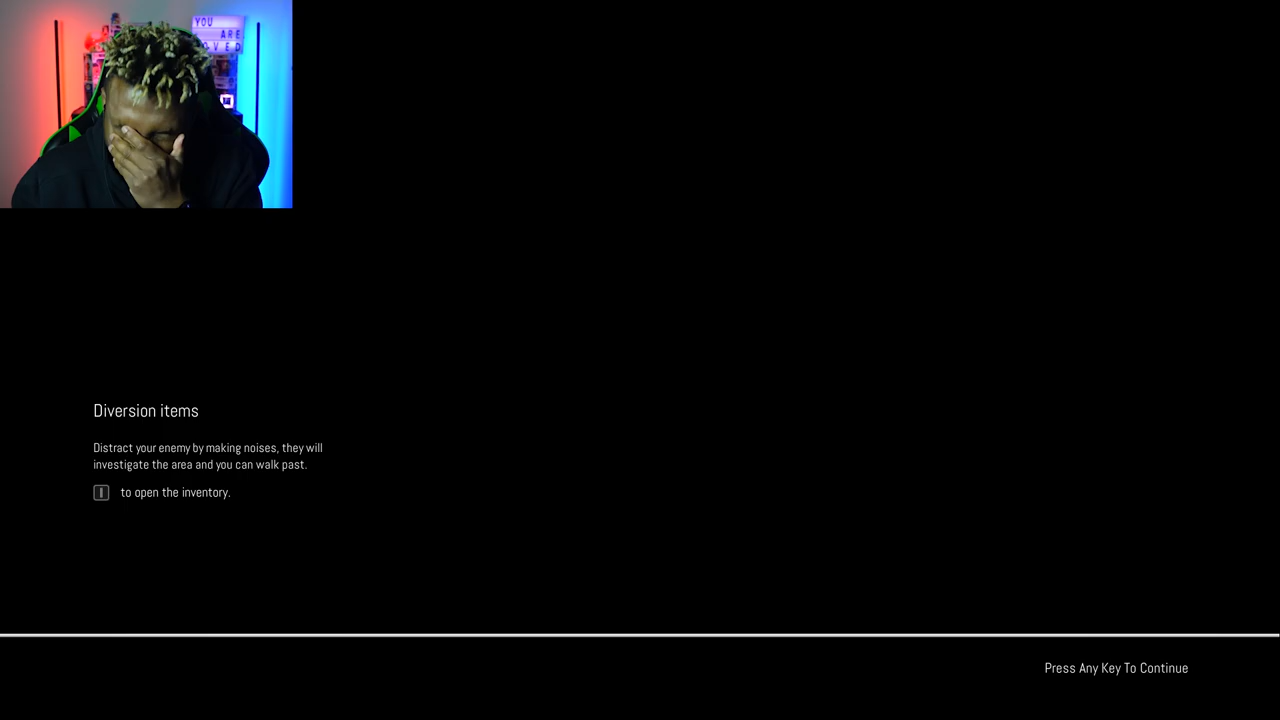 YOU
ARE
OVED
Diversion items
Distract your enemy by making noises, they will
investigate the area and you can walk past.
I to open the inventory.
Press Any Key To Continue